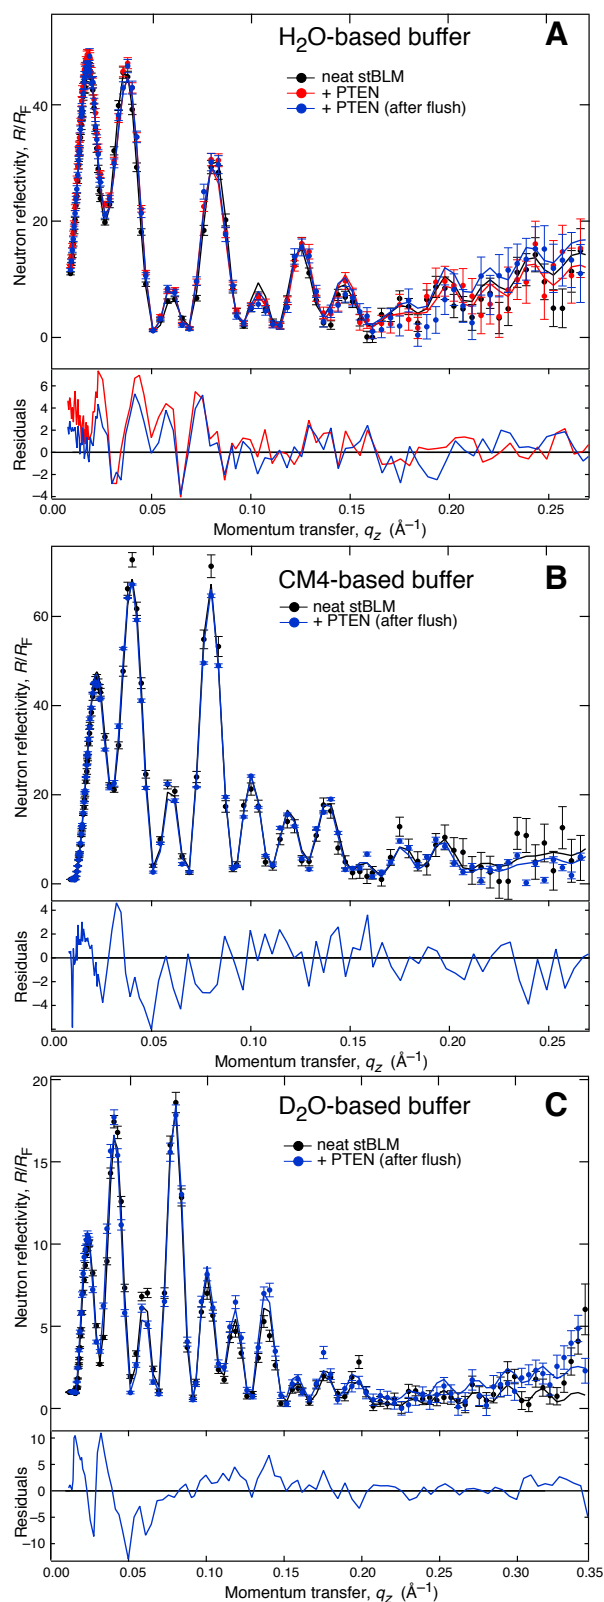 H2O-based buffer
A
neat stBLM
+ PTEN
+ PTEN (after flush)
Neutron reflectivity, R/RF
40
20
0
Residuals
6
4
2
0
−2
−4
0.00
0.05
0.10
0.15
0.20
0.25
Momentum transfer, qz (Å−1)
CM4-based buffer
B
neat stBLM
+ PTEN (after flush)
Neutron reflectivity, R/RF
60
40
20
0
Residuals
4
2
0
−2
−4
0.00
0.05
0.10
0.15
0.20
0.25
Momentum transfer, qz (Å−1)
D2O-based buffer
C
neat stBLM
+ PTEN (after flush)
Neutron reflectivity, R/RF
20
15
10
5
0
Residuals
10
5
0
−5
−10
0.00
0.05
0.10
0.15
0.20
0.25
0.30
0.35
Momentum transfer, qz (Å−1)